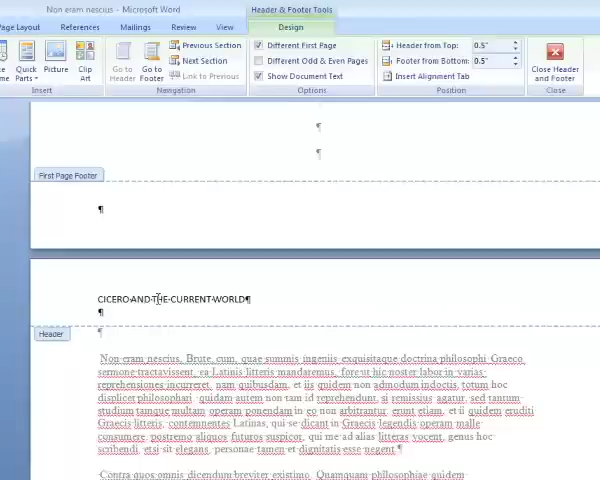 Non eram nescius - Microsoft Word
Header & Footer Tools
Page Layout References Mailings Review View Design
Quick Parts
Picture
Clip Art
Insert
Go to Header
Go to Footer
Previous Section
Next Section
Link to Previous
Navigation
Different First Page
Different Odd & Even Pages
Show Document Text
Options
Header from Top: 0.5"
Footer from Bottom: 0.5"
Insert Alignment Tab
Position
Close Header and Footer
Close
¶
¶
First Page Footer
¶
CICERO·AND·THE·CURRENT·WORLD¶
¶
Header
¶
Non eram nescius, Brute, cum, quae summis ingeniis exquisitaque doctrina philosophi Graeco
sermone tractavissent, ea Latinis litteris mandaremus, fore ut hic noster labor in varias
reprehensiones incurreret. nam quibusdam, et iis quidem non admodum indoctis, totum hoc
displicet philosophari. quidam autem non tam id reprehendunt, si remissius agatur, sed tantum
studium tamque multam operam ponendam in eo non arbitrantur. erunt etiam, et ii quidem eruditi
Graecis litteris, contemnentes Latinas, qui se dicant in Graecis legendis operam malle
consumere. postremo aliquos futuros suspicor, qui me ad alias litteras vocent, genus hoc
scribendi, etsi sit elegans, personae tamen et dignitatis esse negent.¶
Contra quos omnis dicendum breviter existimo. Quamquam philosophiae quidem